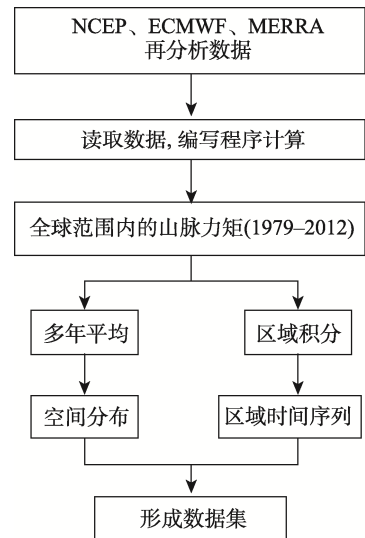 NCEP、ECMWF、MERRA
再分析数据
读取数据, 编写程序计算
全球范围内的山脉力矩(1979–2012)
多年平均
区域积分
空间分布
区域时间序列
形成数据集